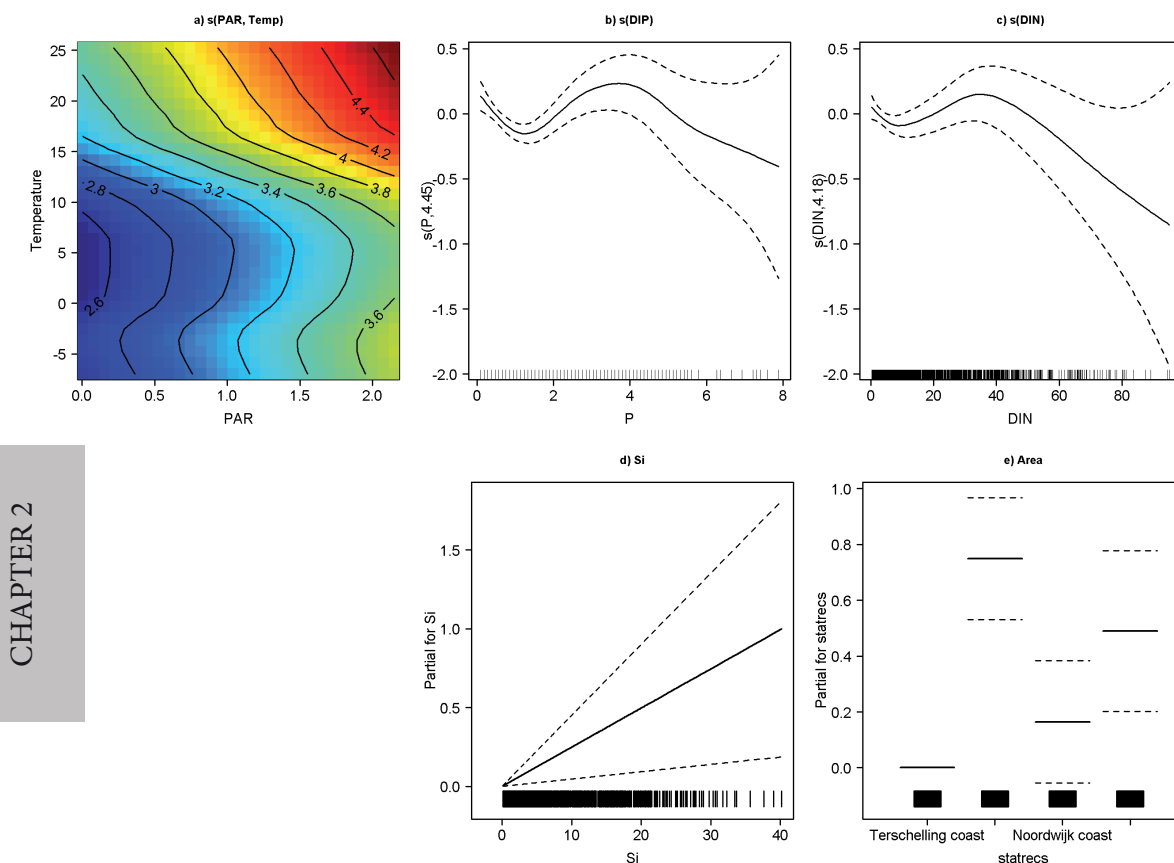 a) s(PAR, Temp)
Temperature
25
20
15
10
5
0
-5
2.8
3
3.2
3.4
3.6
3.8
4
4.2
4.4
2.6
3.6
0.0 0.5 1.0 1.5 2.0
PAR
b) s(DIP)
s(P,4.45)
0.5
0.0
-0.5
-1.0
-1.5
-2.0
0 2 4 6 8
P
c) s(DIN)
s(DIN,4.18)
0.5
0.0
-0.5
-1.0
-1.5
-2.0
0 20 40 60 80
DIN
CHAPTER 2
d) Si
Partial for Si
1.5
1.0
0.5
0.0
0 10 20 30 40
Si
e) Area
Partial for statrecs
1.0
0.8
0.6
0.4
0.2
0.0
Terschelling coast Noordwijk coast
statrecs